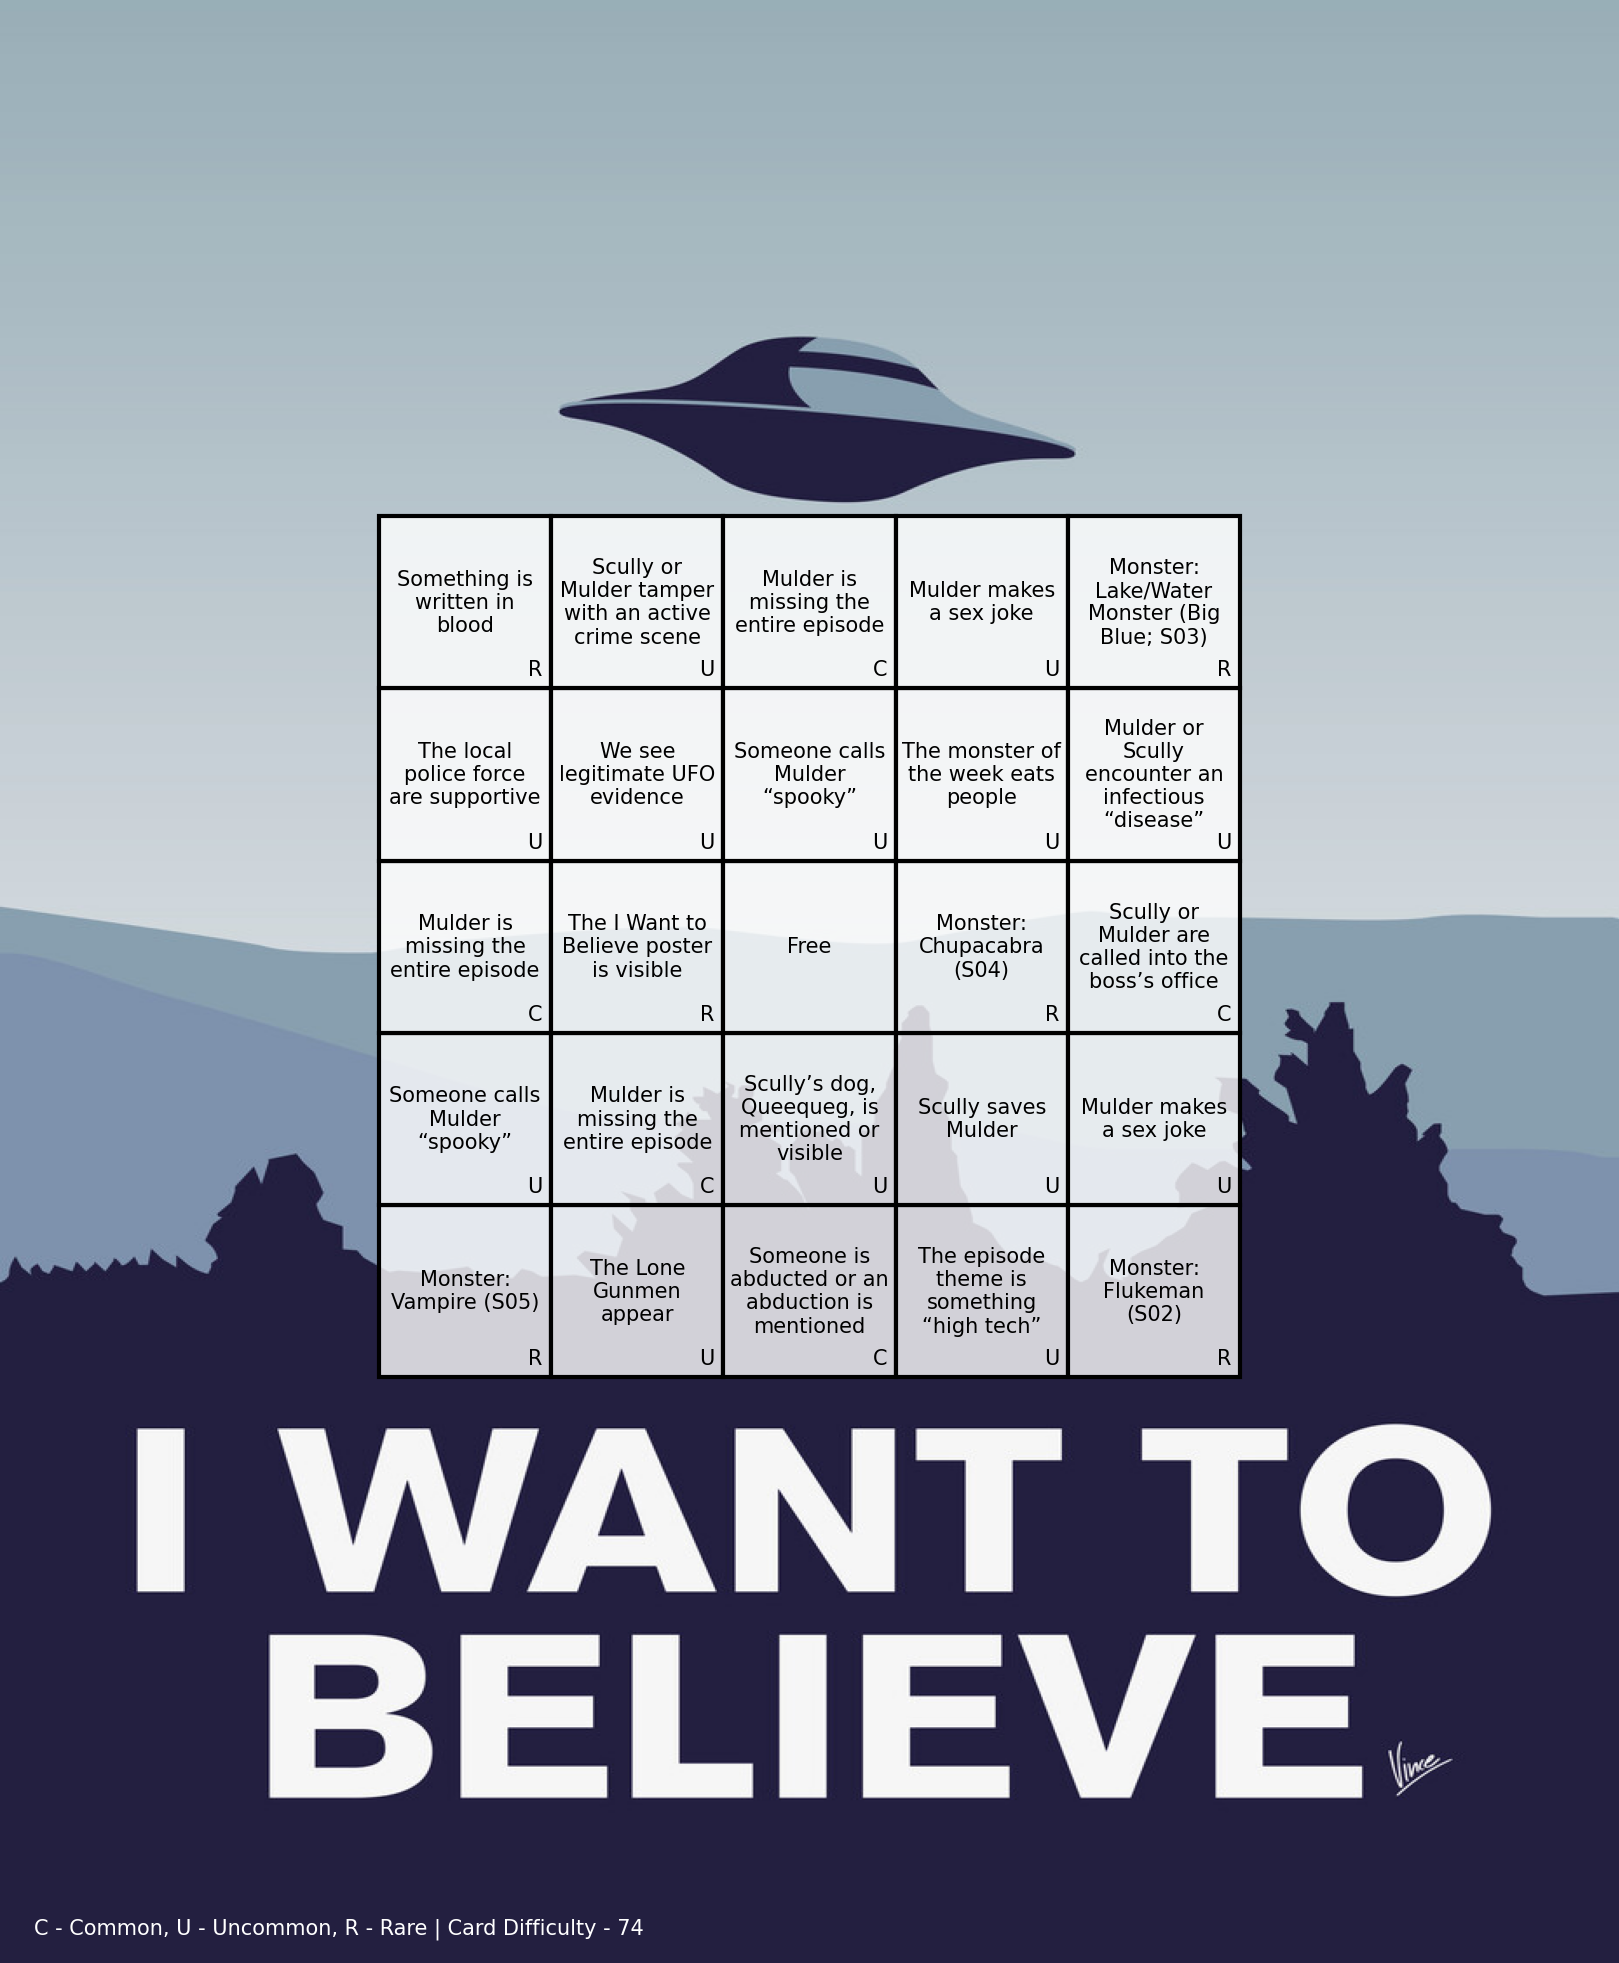 Something is
written in
blood
R
Scully or
Mulder tamper
with an active
crime scene
U
Mulder is
missing the
entire episode
C
Mulder makes
a sex joke
U
Monster:
Lake/Water
Monster (Big
Blue; S03)
R
The local
police force
are supportive
U
We see
legitimate UFO
evidence
U
Someone calls
Mulder
“spooky”
U
The monster of
the week eats
people
U
Mulder or
Scully
encounter an
infectious
“disease”
U
Mulder is
missing the
entire episode
C
The I Want to
Believe poster
is visible
R
Free
Monster:
Chupacabra
(S04)
R
Scully or
Mulder are
called into the
boss’s office
C
Someone calls
Mulder
“spooky”
U
Mulder is
missing the
entire episode
C
Scully’s dog,
Queequeg, is
mentioned or
visible
U
Scully saves
Mulder
U
Mulder makes
a sex joke
U
Monster:
Vampire (S05)
R
The Lone
Gunmen
appear
U
Someone is
abducted or an
abduction is
mentioned
C
The episode
theme is
something
“high tech”
U
Monster:
Flukeman
(S02)
R
I WANT TO
BELIEVE
Vince
C - Common, U - Uncommon, R - Rare | Card Difficulty - 74